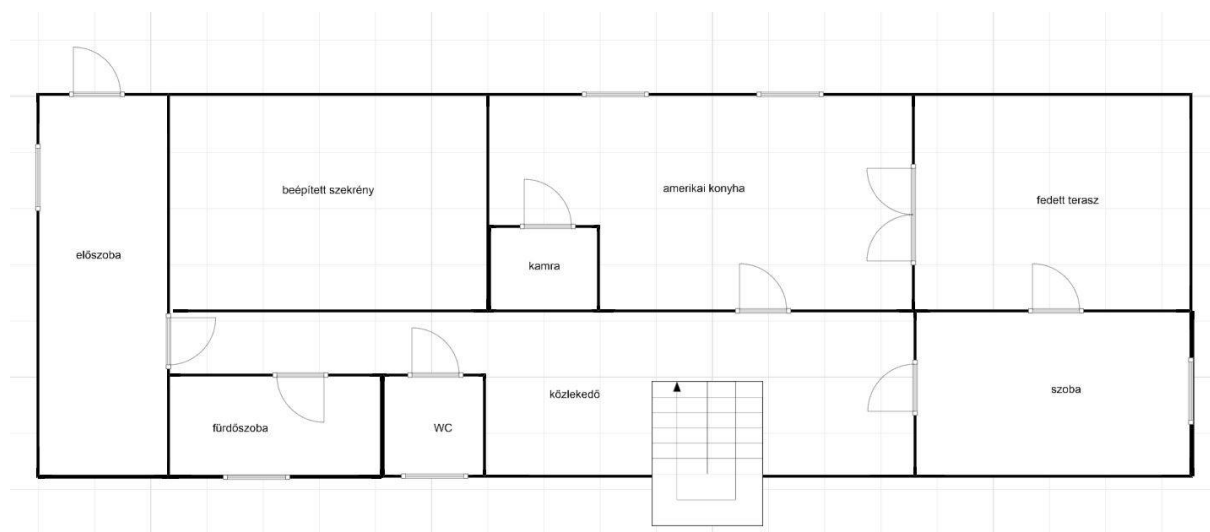 beépített szekrény
amerikai konyha
fedett terasz
előszoba
kamra
közlekedő
szoba
fürdőszoba
WC